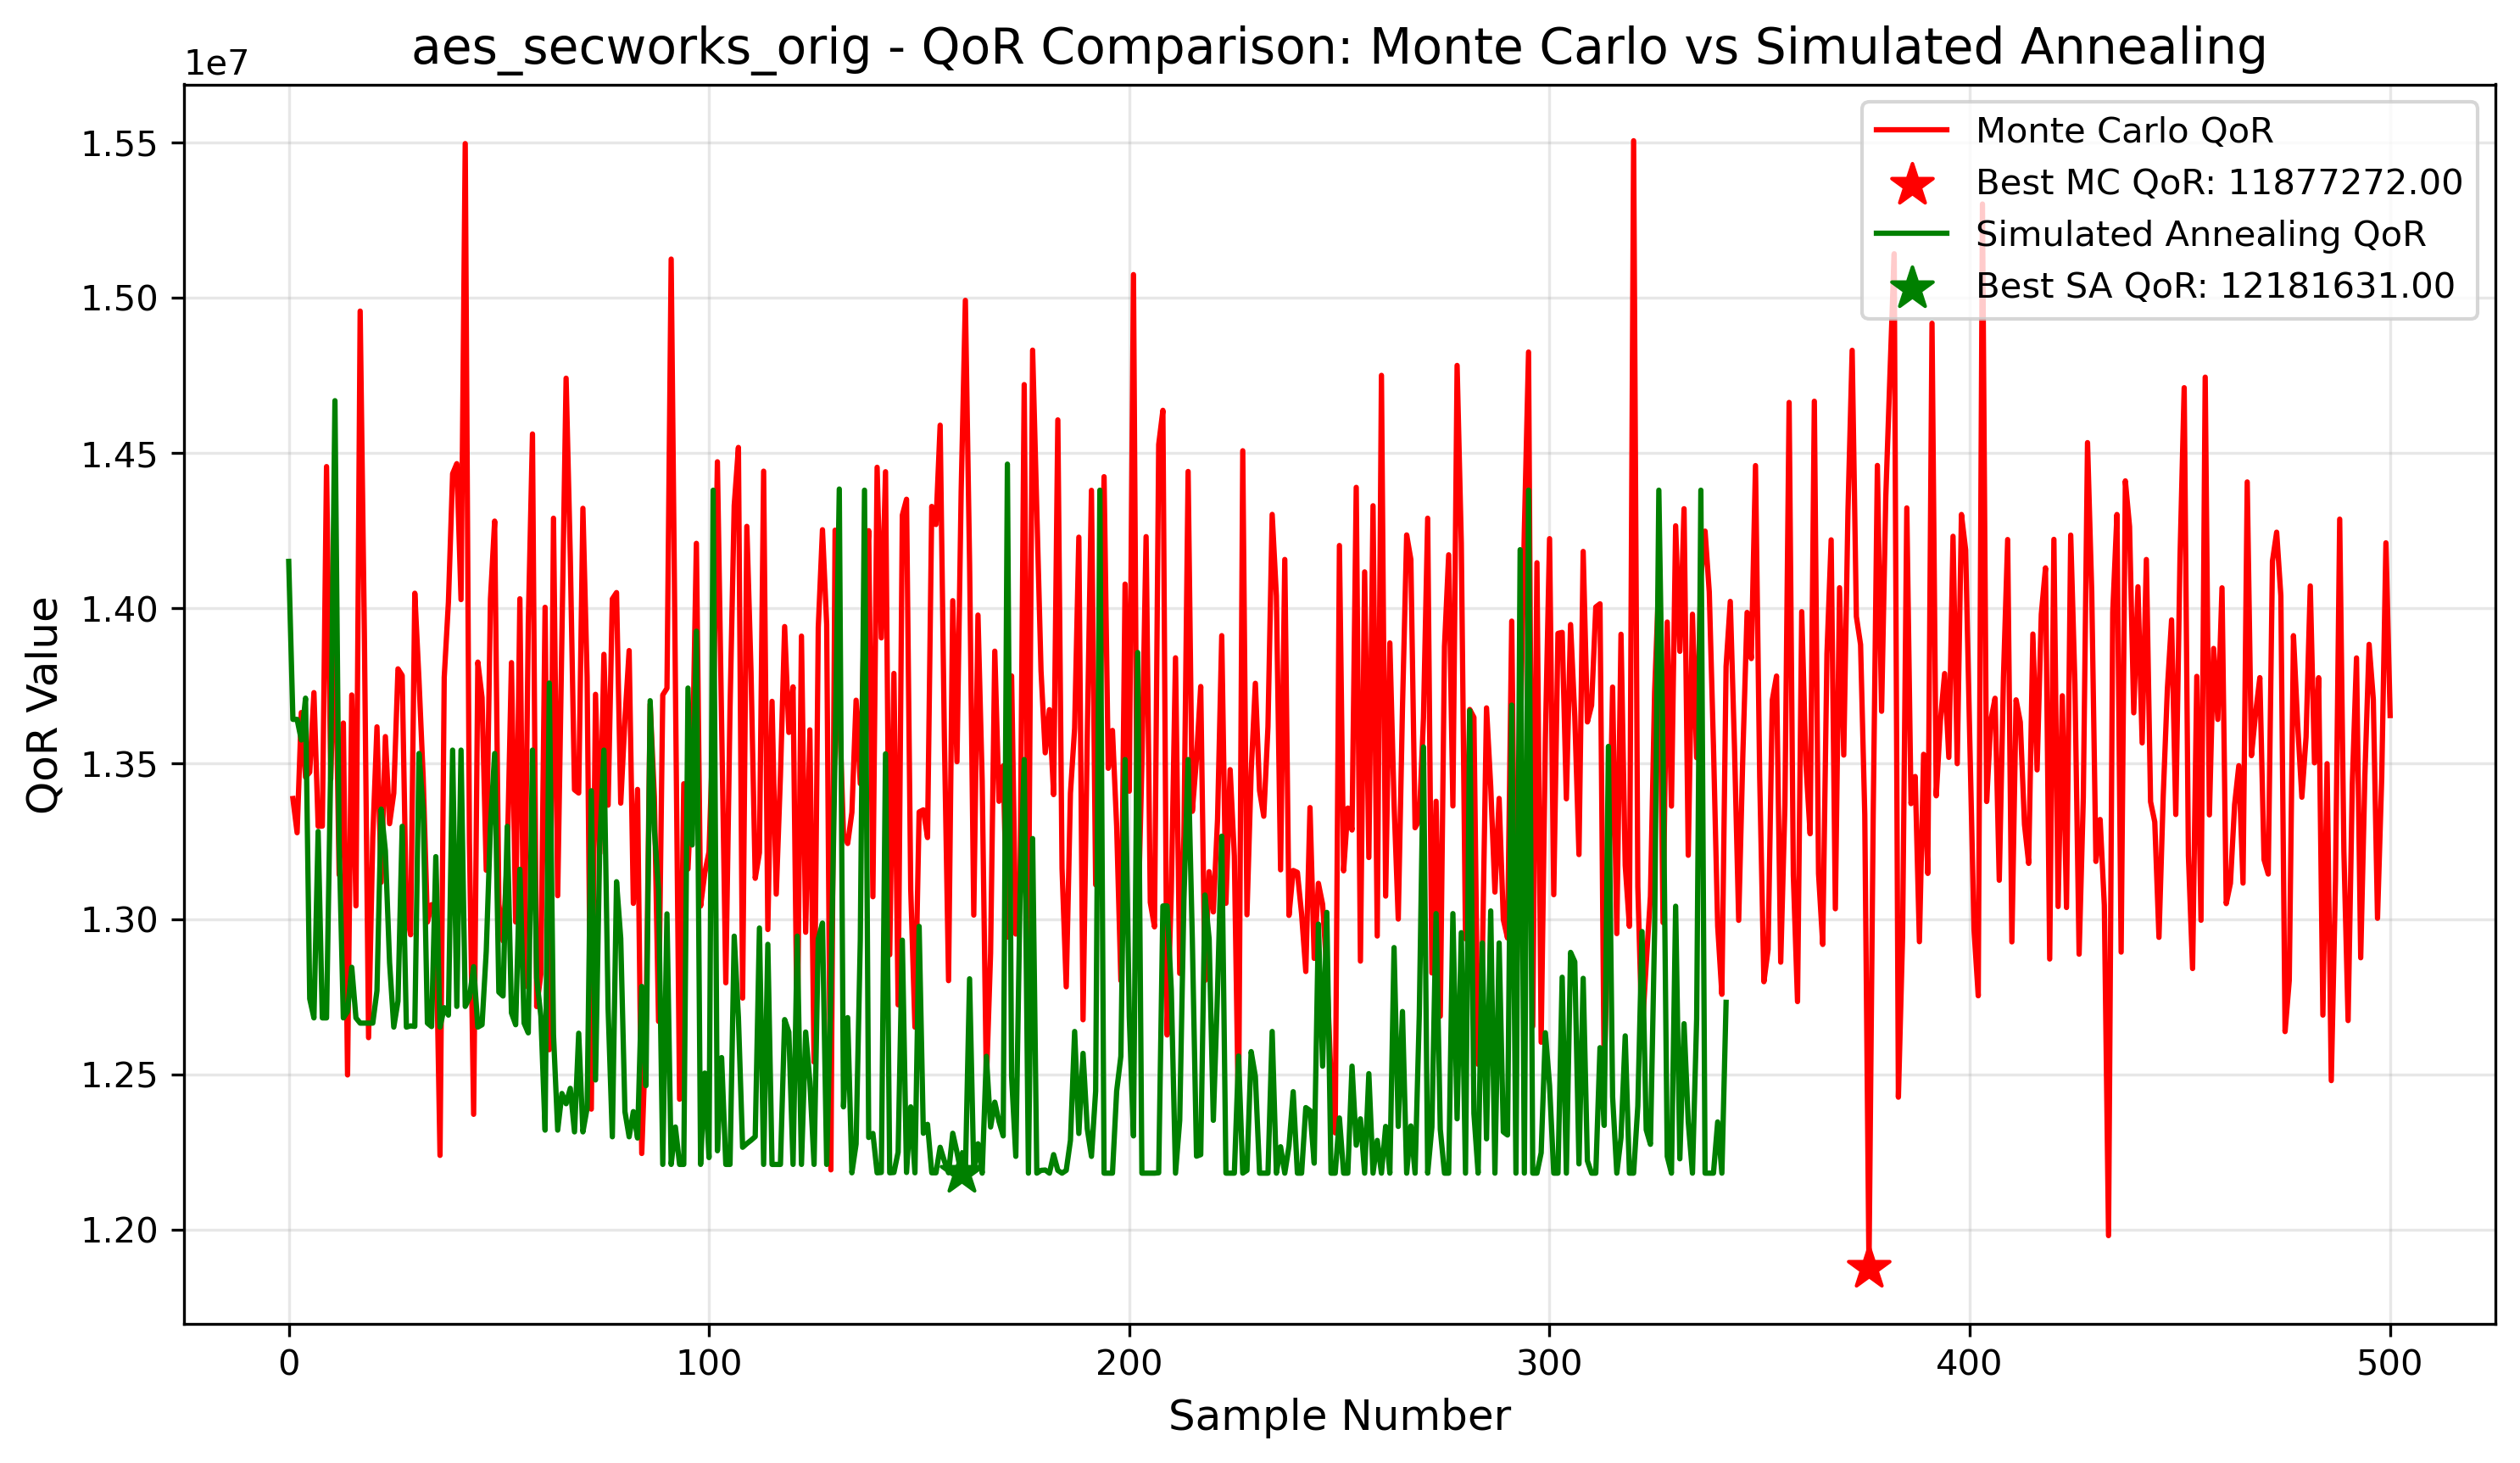 aes_secworks_orig - QoR Comparison: Monte Carlo vs Simulated Annealing
1e7
Monte Carlo QoR
Best MC QoR: 11877272.00
Simulated Annealing QoR
Best SA QoR: 12181631.00
1.55
1.50
1.45
1.40
1.35
1.30
1.25
1.20
QoR Value
0 100 200 300 400 500
Sample Number